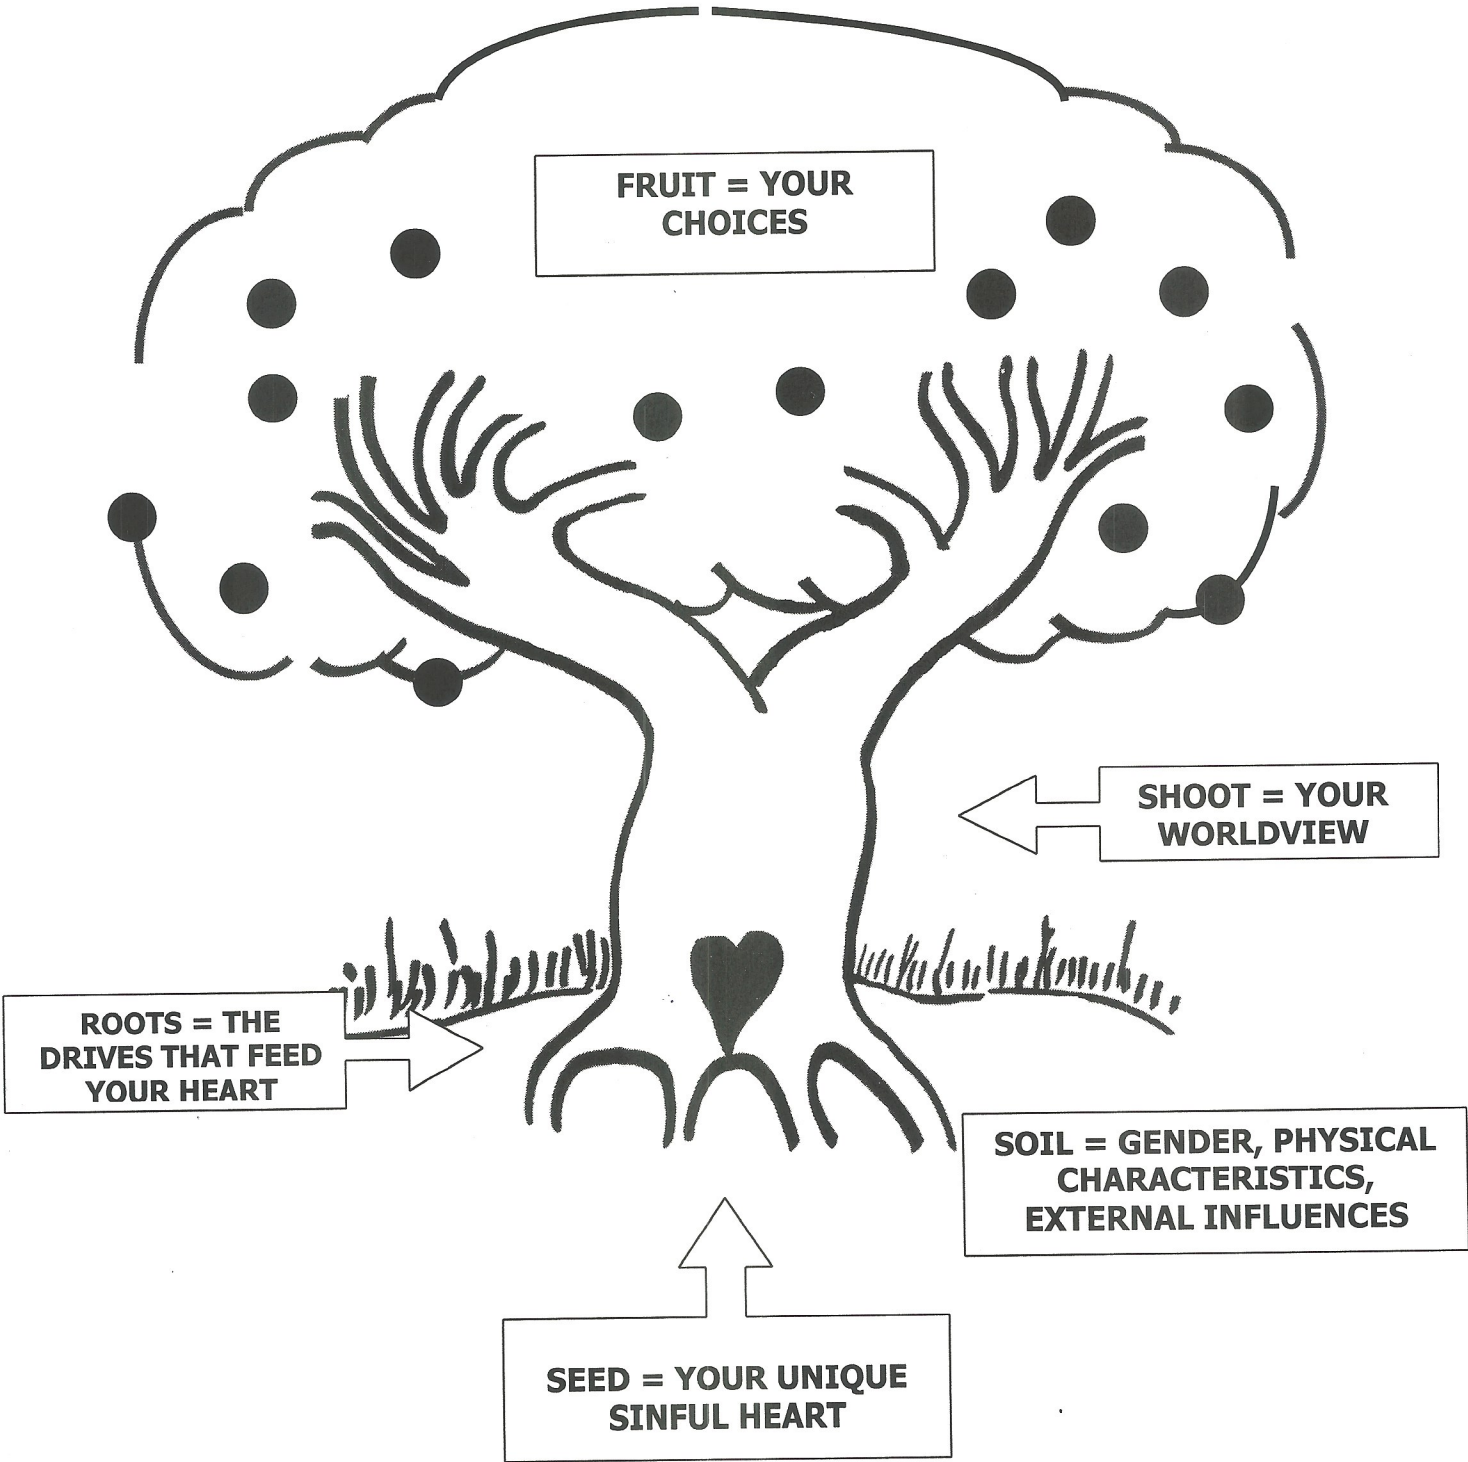 FRUIT = YOUR
CHOICES
SHOOT = YOUR
WORLDVIEW
ROOTS = THE
DRIVES THAT FEED
YOUR HEART
SOIL = GENDER, PHYSICAL
CHARACTERISTICS,
EXTERNAL INFLUENCES
SEED = YOUR UNIQUE
SINFUL HEART